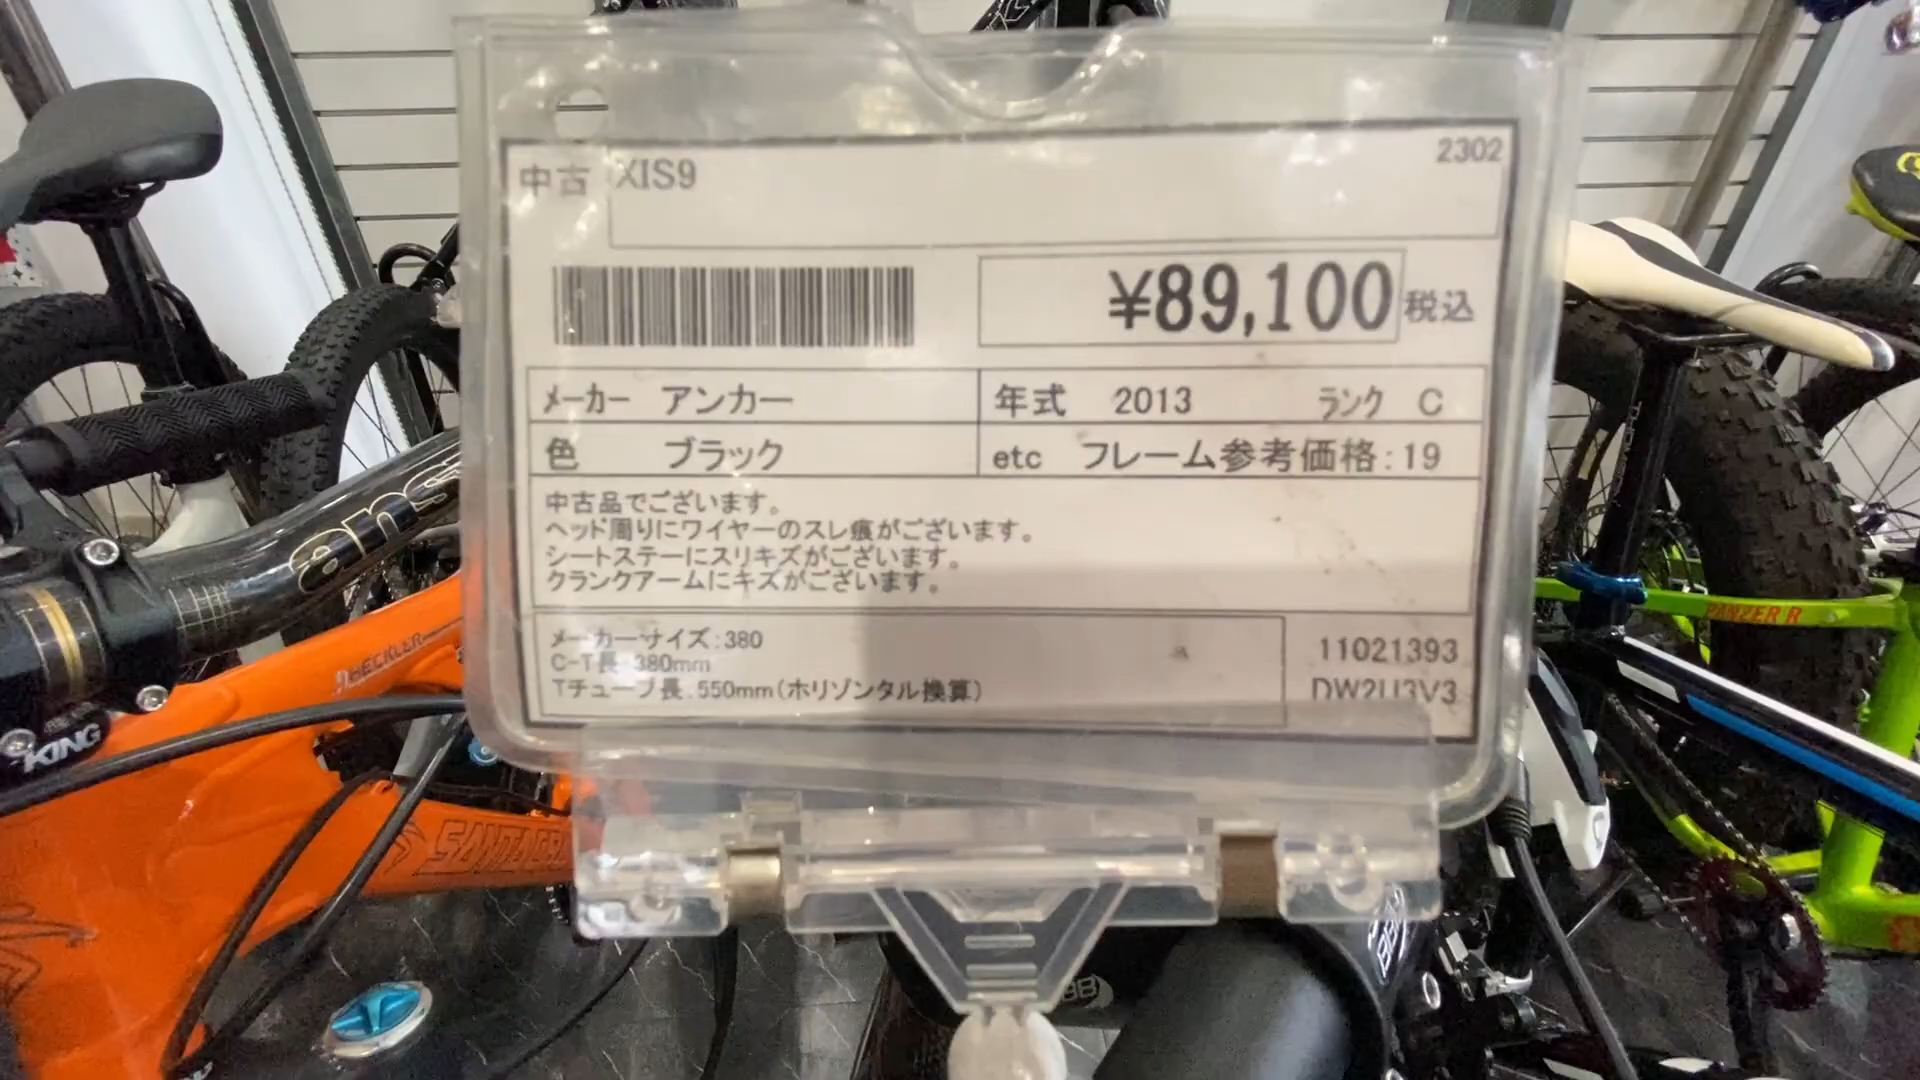 中古 XIS9 2302
¥89,100 税込
メーカー アンカー 年式 2013 ランク C
色 ブラック etc フレーム参考価格:19
中古品でございます。
ヘッド周りにワイヤーのスレ痕がございます。
シートステーにスリキズがございます。
クランクアームにキズがございます。
メーカーサイズ:380
C-T長:380mm
Tチューブ長:550mm(ホリゾンタル換算)
11021393
DW2U3V3
ans
HECKLER
KING
SANTACR
PANZER R
BB